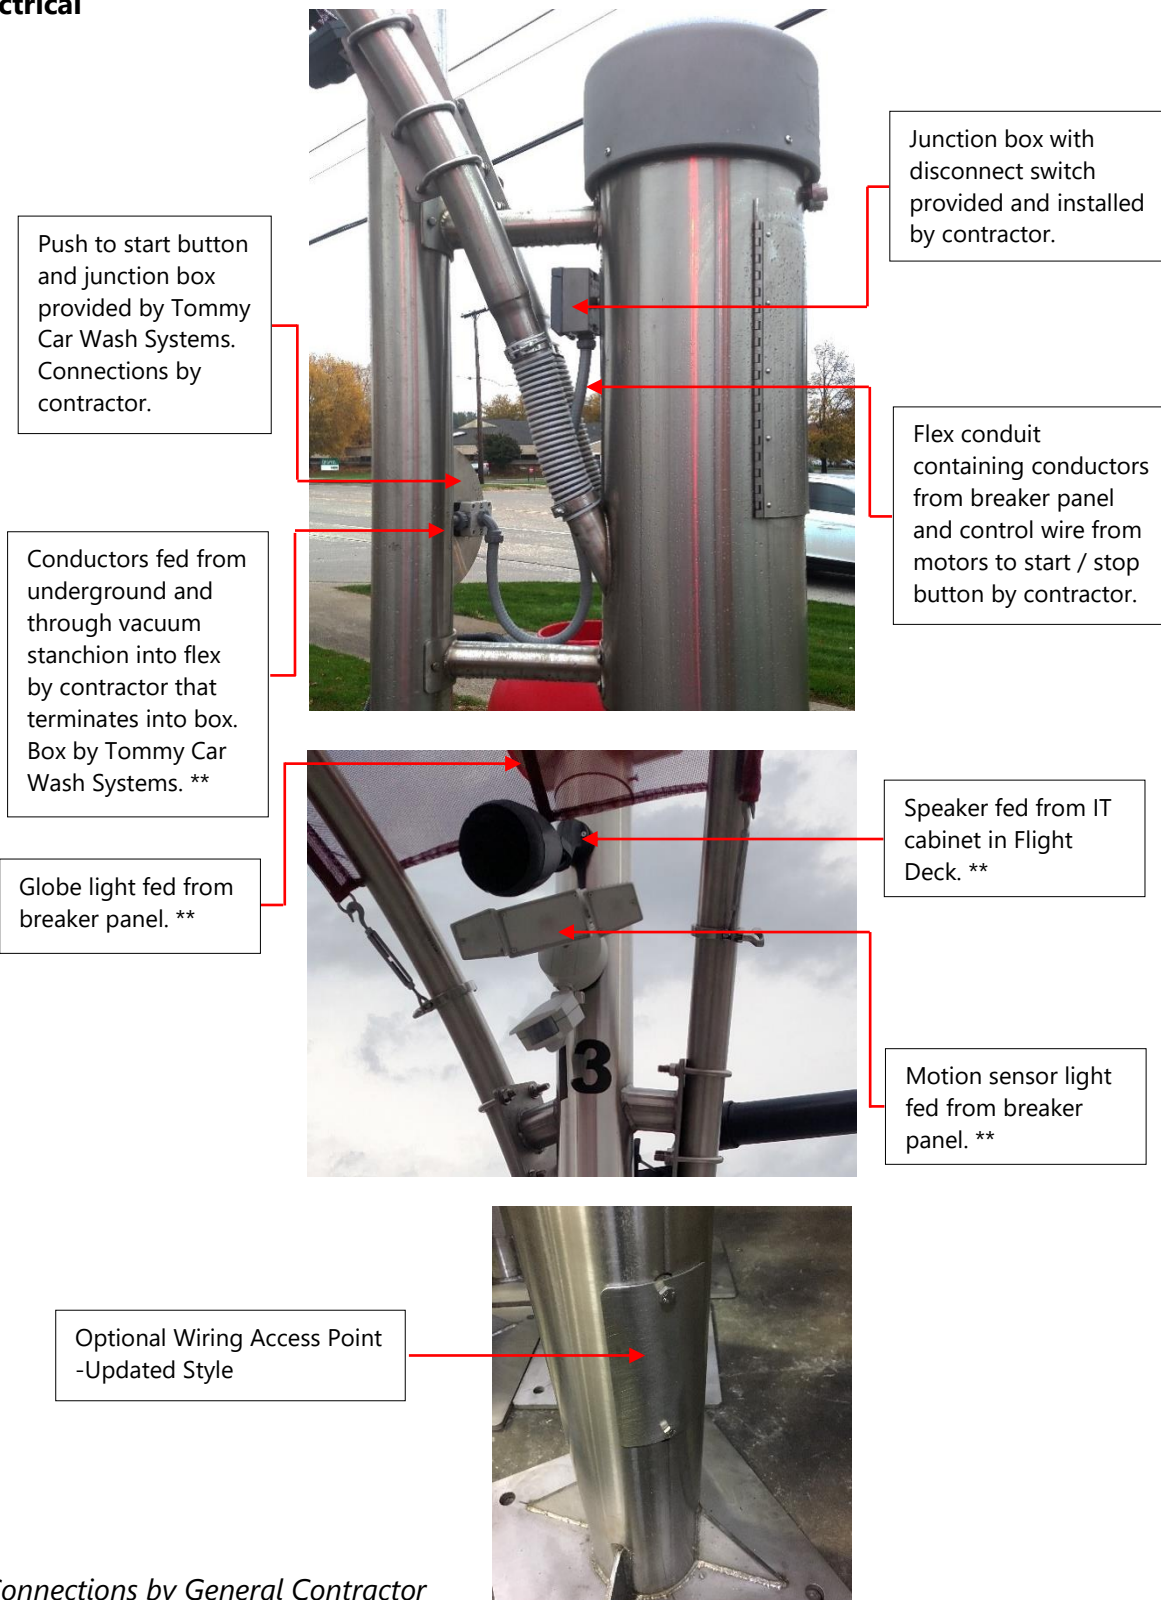 ctrical
Junction box with
disconnect switch
provided and installed
by contractor.
Push to start button
and junction box
provided by Tommy
Car Wash Systems.
Connections by
contractor.
Flex conduit
containing conductors
from breaker panel
and control wire from
motors to start / stop
button by contractor.
Conductors fed from
underground and
through vacuum
stanchion into flex
by contractor that
terminates into box.
Box by Tommy Car
Wash Systems. **
Speaker fed from IT
cabinet in Flight
Deck. **
Globe light fed from
breaker panel. **
3
Motion sensor light
fed from breaker
panel. **
Optional Wiring Access Point
-Updated Style
onnections by General Contractor